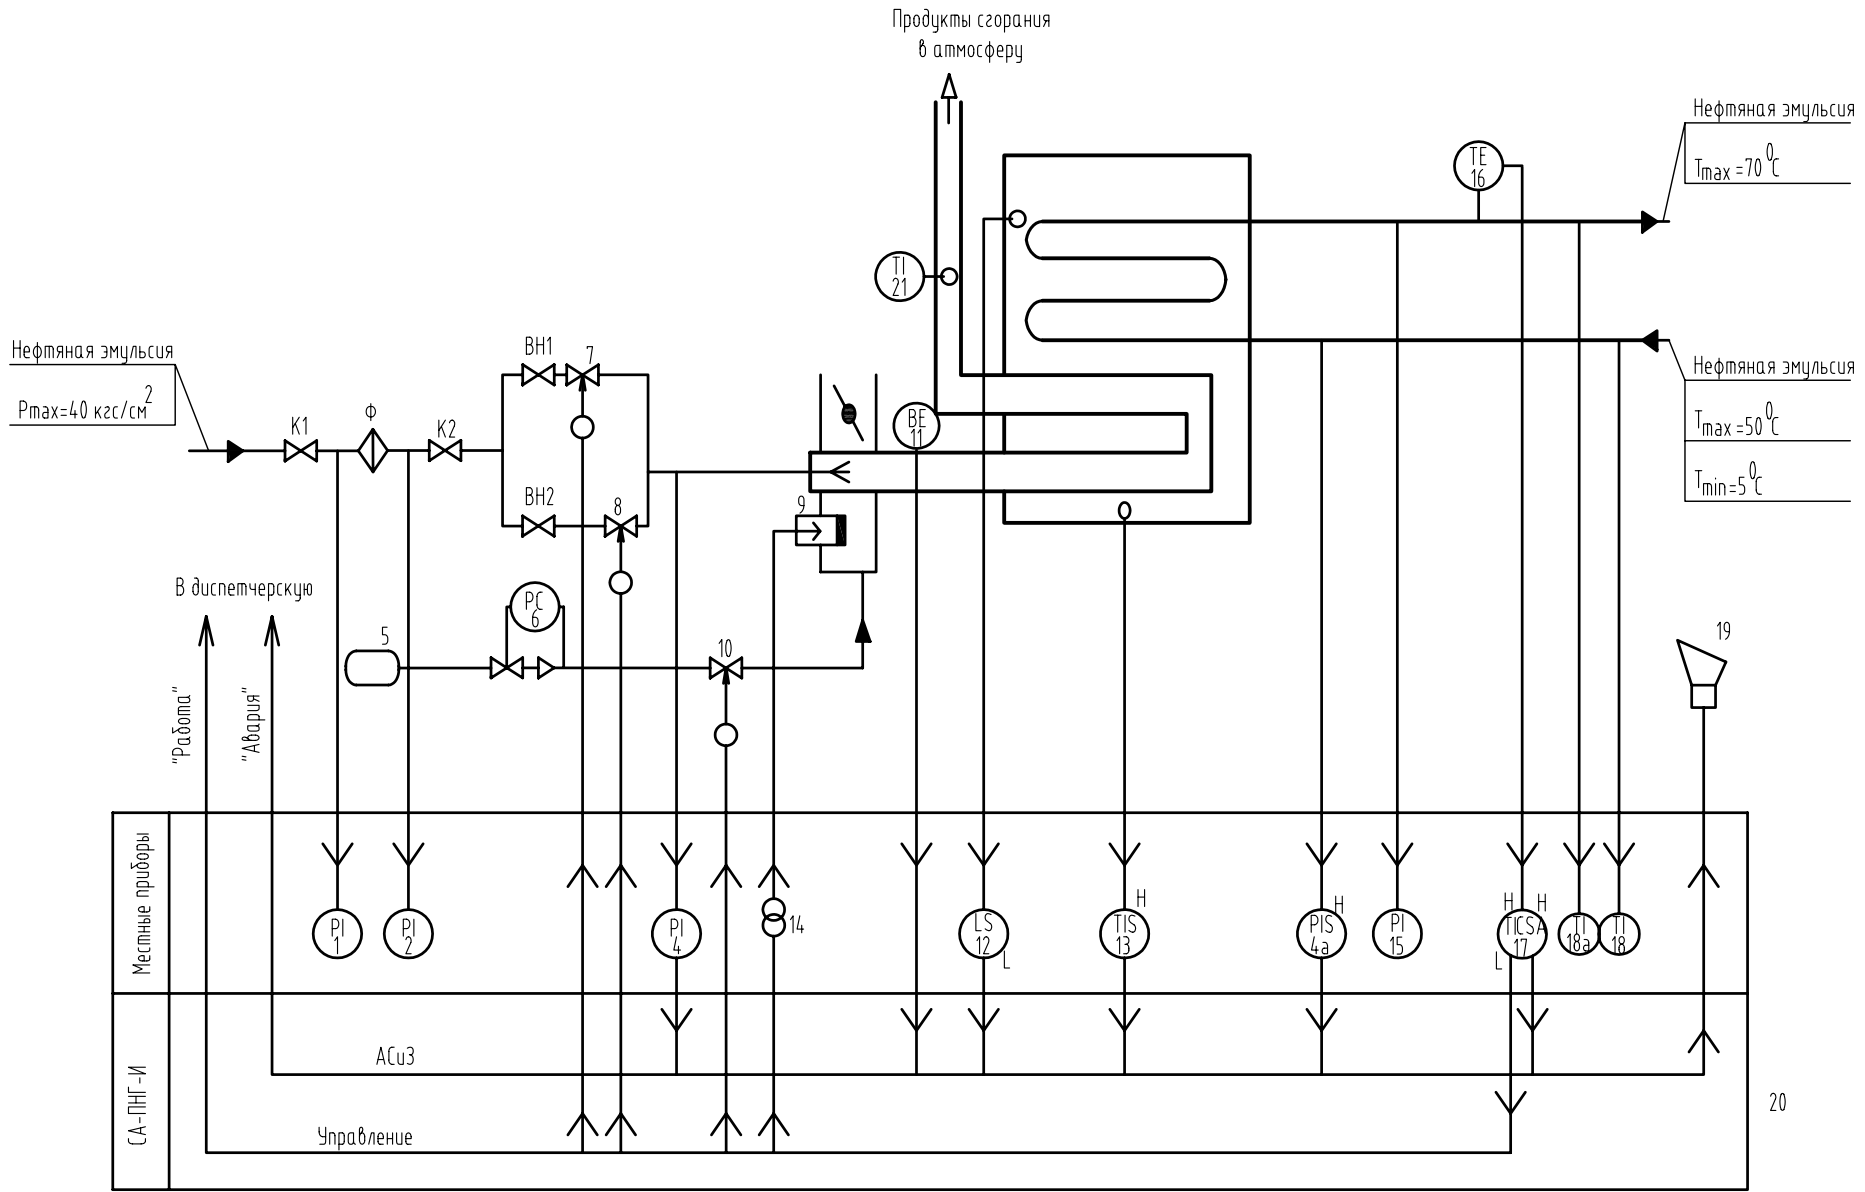 Продукты сгорания
в атмосферу
Нефтяная эмульсия
Tmax =70 0C
TE
16
TI
21
Нефтяная эмульсия
Pmax=40 кгс/см2
Нефтяная эмульсия
Tmax =50 0C
Tmin=5 0C
ВН1
7
К1
Ф
К2
BE
11
ВН2
8
9
В диспетчерскую
PC
6
5
10
19
"Работа"
"Авария"
Местные приборы
PI
1
PI
2
PI
4
14
LS
12
L
H
TIS
13
H
PIS
4a
PI
15
H
H
TICSA
17
L
TI
18a
TI
18
СА-ПНГ-И
АСиЗ
Управление
20